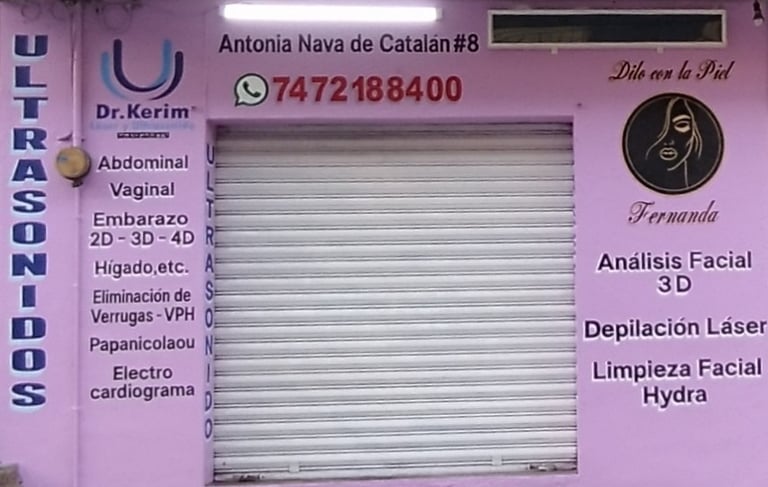 ULTRASONIDOS
Dr.Kerim
Abdominal
Vaginal
Embarazo
2D - 3D - 4D
Hígado,etc.
Eliminación de
Verrugas - VPH
Papanicolaou
Electro
cardiograma
Antonia Nava de Catalán #8
7472188400
ULTRASONIDO
Dilo con la Piel
Fernanda
Análisis Facial
3D
Depilación Láser
Limpieza Facial
Hydra